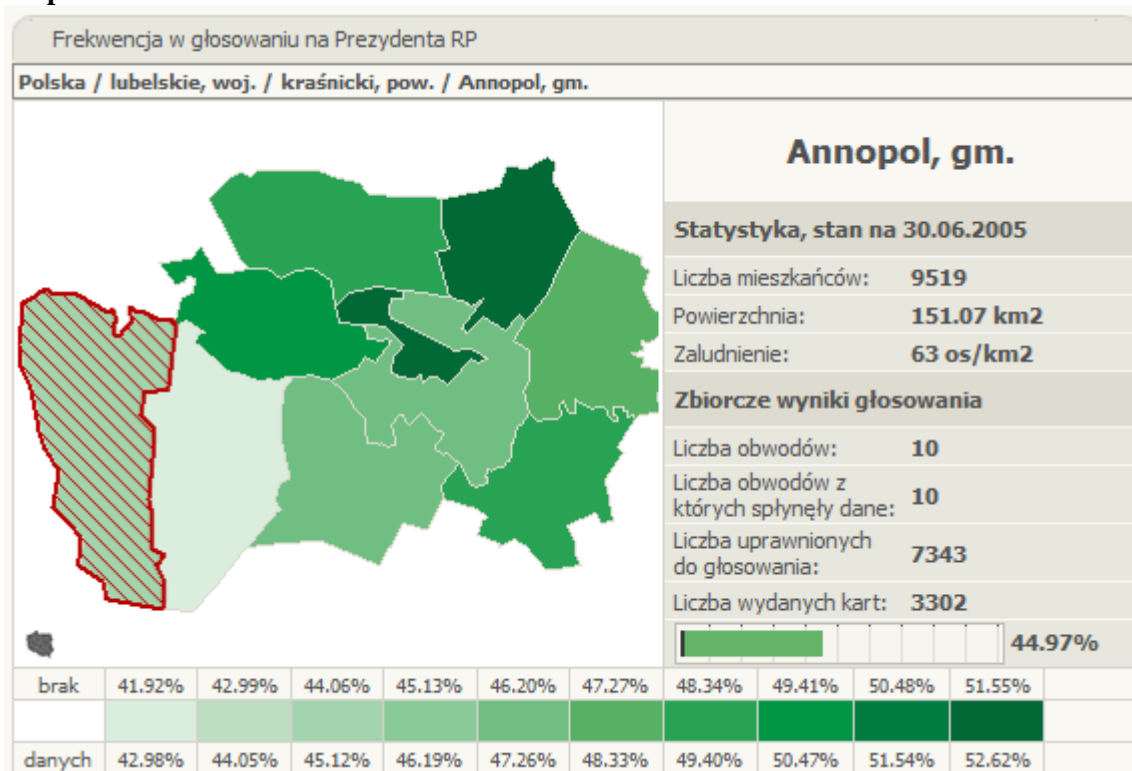 Frekwencja w głosowaniu na Prezydenta RP
Polska / lubelskie, woj. / kraśnicki, pow. / Annopol, gm.
Annopol, gm.
Statystyka, stan na 30.06.2005
Liczba mieszkańców: 9519
Powierzchnia: 151.07 km2
Zaludnienie: 63 os/km2
Zbiorcze wyniki głosowania
Liczba obwodów: 10
Liczba obwodów z
których spłynęły dane: 10
Liczba uprawnionych
do głosowania: 7343
Liczba wydanych kart: 3302
44.97%
brak 41.92% 42.99% 44.06% 45.13% 46.20% 47.27% 48.34% 49.41% 50.48% 51.55%
danych 42.98% 44.05% 45.12% 46.19% 47.26% 48.33% 49.40% 50.47% 51.54% 52.62%